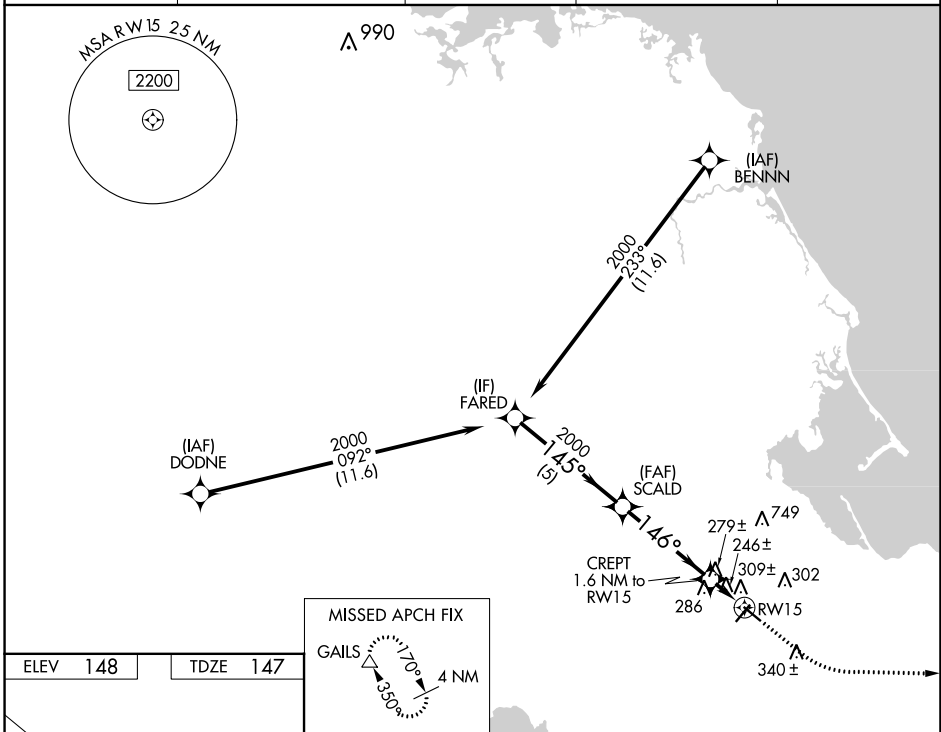 MSA RW15 25 NM
2200
990
(IAF)
BENNN
2000
233°
(11.6)
(IF)
FARED
(IAF)
DODNE
2000
092°
(11.6)
2000
145°
(5)
(FAF)
SCALD
146°
749
279±
246±
309±
302
CREPT
1.6 NM to
RW15
286
RW15
340±
MISSED APCH FIX
GAILS
170°
4 NM
350°
ELEV 148
TDZE 147